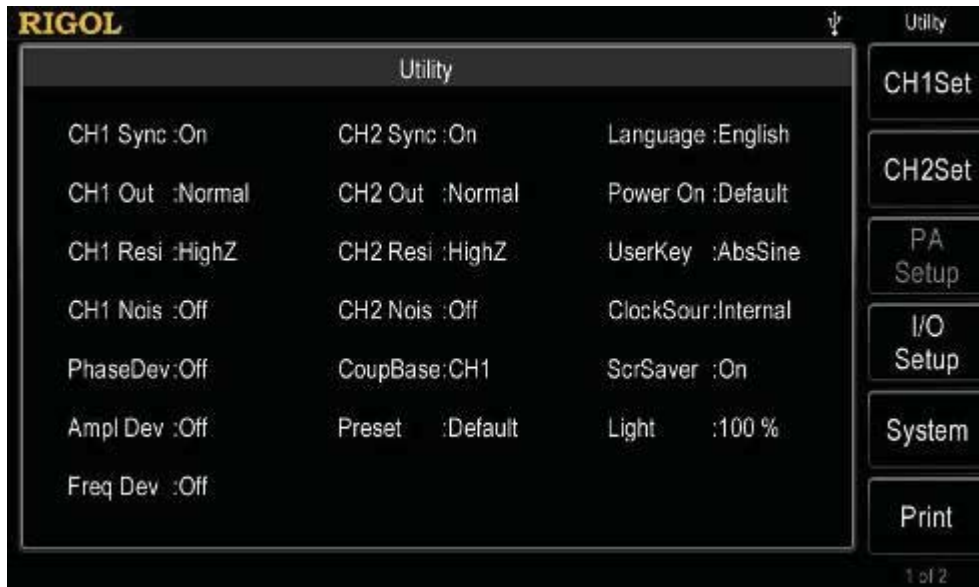 RIGOL
Utility
Utility
CH1 Sync :On CH2 Sync :On Language :English
CH1 Out :Normal CH2 Out :Normal Power On :Default
CH1 Resi :HighZ CH2 Resi :HighZ UserKey :AbsSine
CH1 Nois :Off CH2 Nois :Off ClockSour:Internal
PhaseDev:Off CoupBase:CH1 ScrSaver :On
Ampl Dev :Off Preset :Default Light :100 %
Freq Dev :Off
CH1Set
CH2Set
PA
Setup
I/O
Setup
System
Print
1 of 2